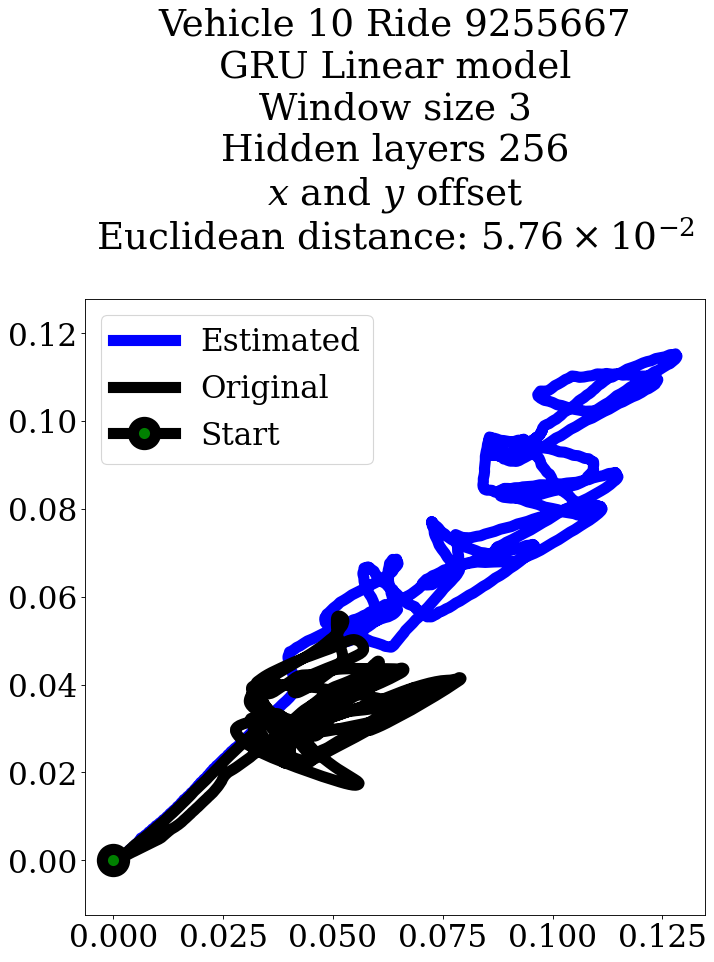 Vehicle 10 Ride 9255667
GRU Linear model
Window size 3
Hidden layers 256
x and y offset
Euclidean distance: 5.76 × 10⁻²
Estimated
Original
Start
0.12
0.10
0.08
0.06
0.04
0.02
0.00
0.000 0.025 0.050 0.075 0.100 0.125